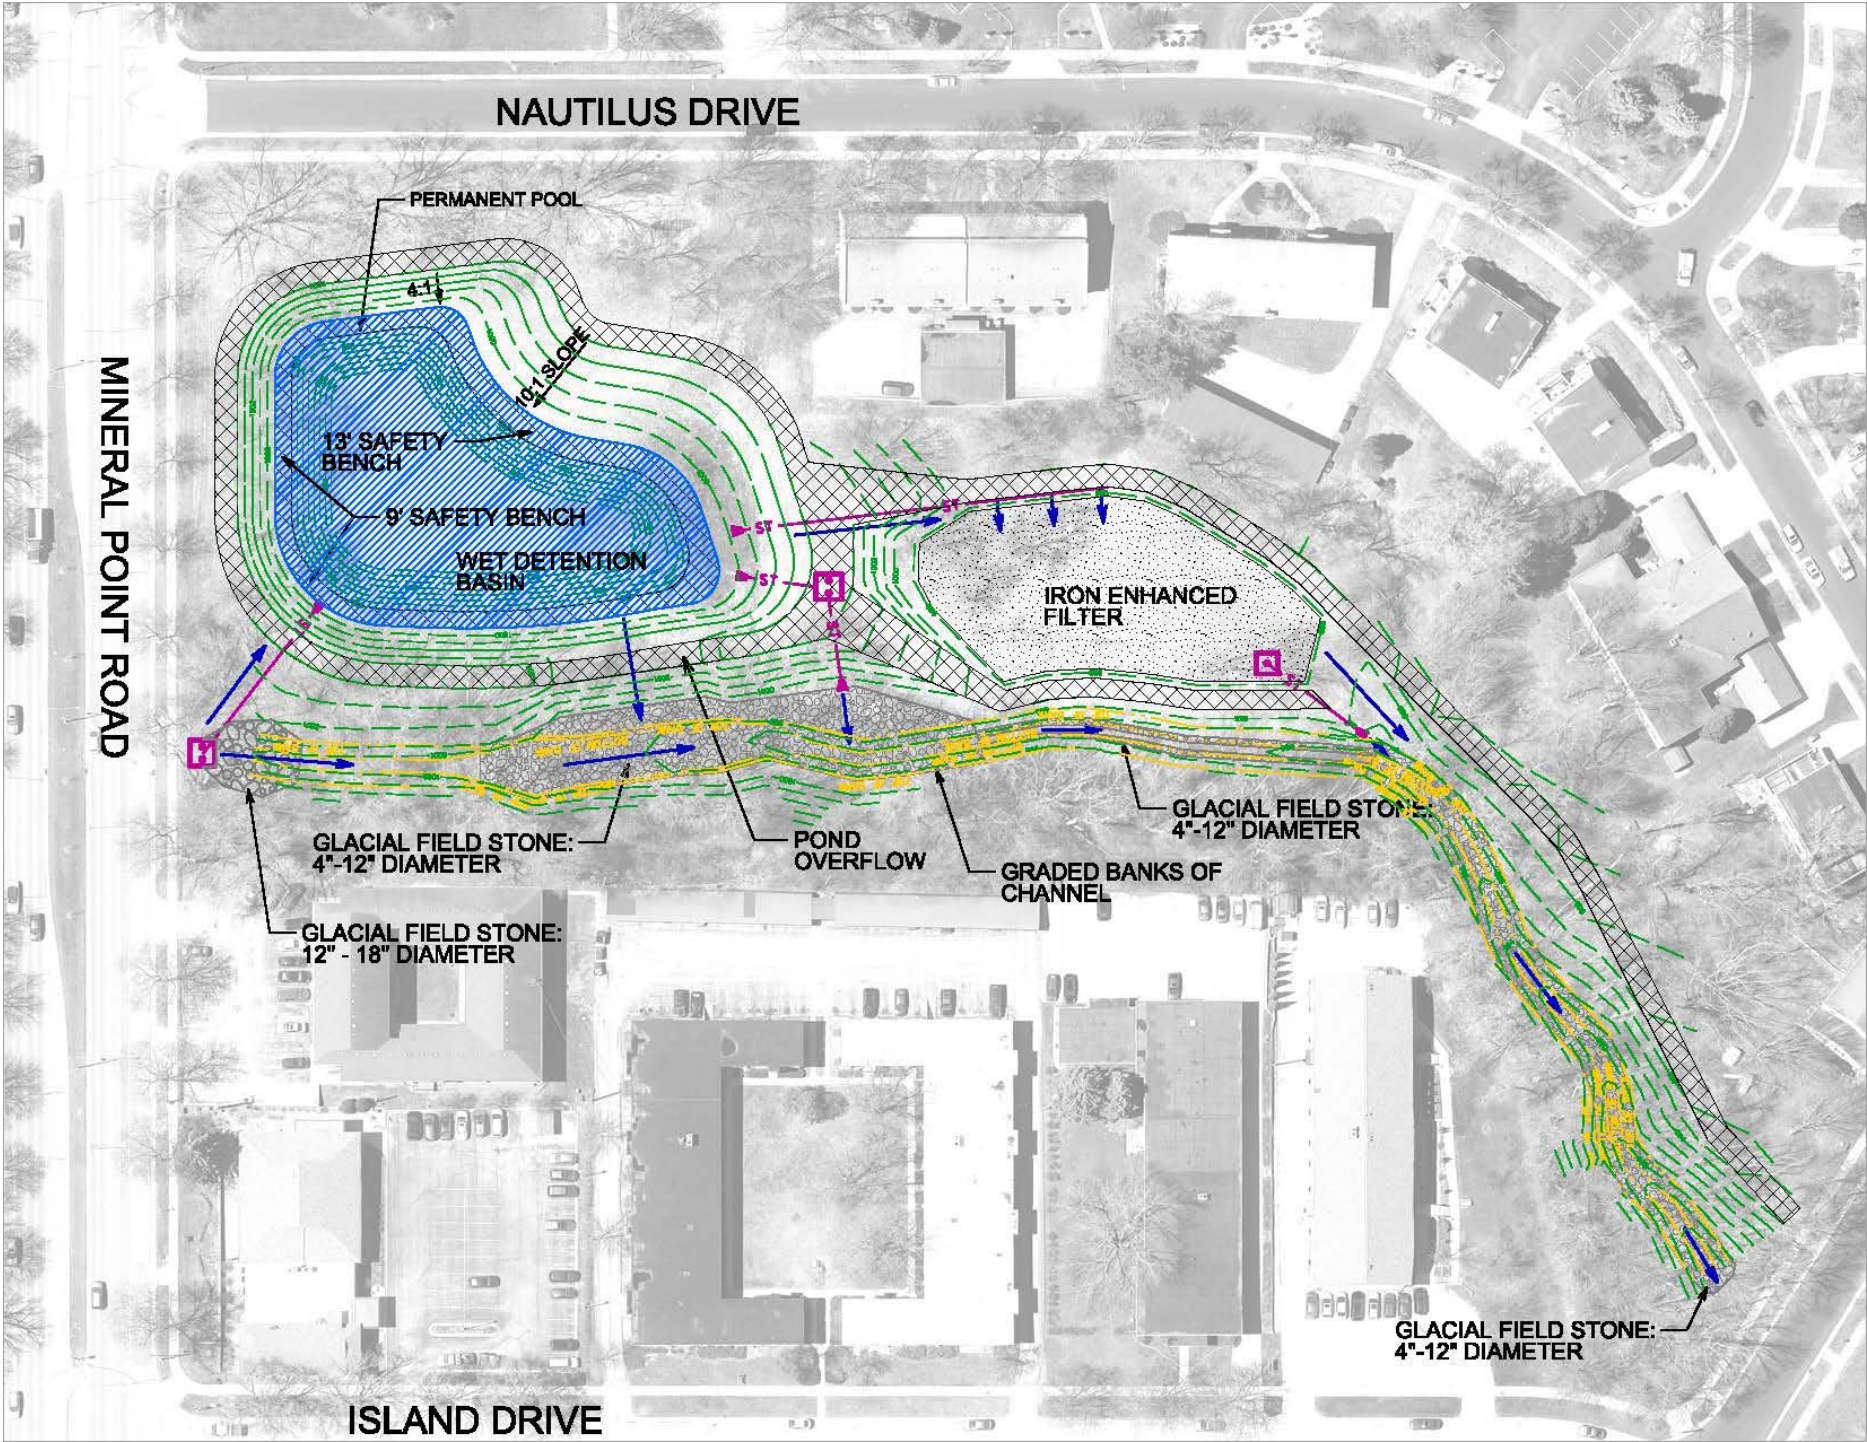 NAUTILUS DRIVE
PERMANENT POOL
4:1
10:1 SLOPE
MINERAL POINT ROAD
13' SAFETY
BENCH
9' SAFETY BENCH
WET DETENTION
BASIN
ST
ST
ST
ST
ST
IRON ENHANCED
FILTER
GLACIAL FIELD STONE:
4"-12" DIAMETER
POND
OVERFLOW
GLACIAL FIELD STONE:
4"-12" DIAMETER
GRADED BANKS OF
CHANNEL
GLACIAL FIELD STONE:
12" - 18" DIAMETER
GLACIAL FIELD STONE:
4"-12" DIAMETER
ISLAND DRIVE